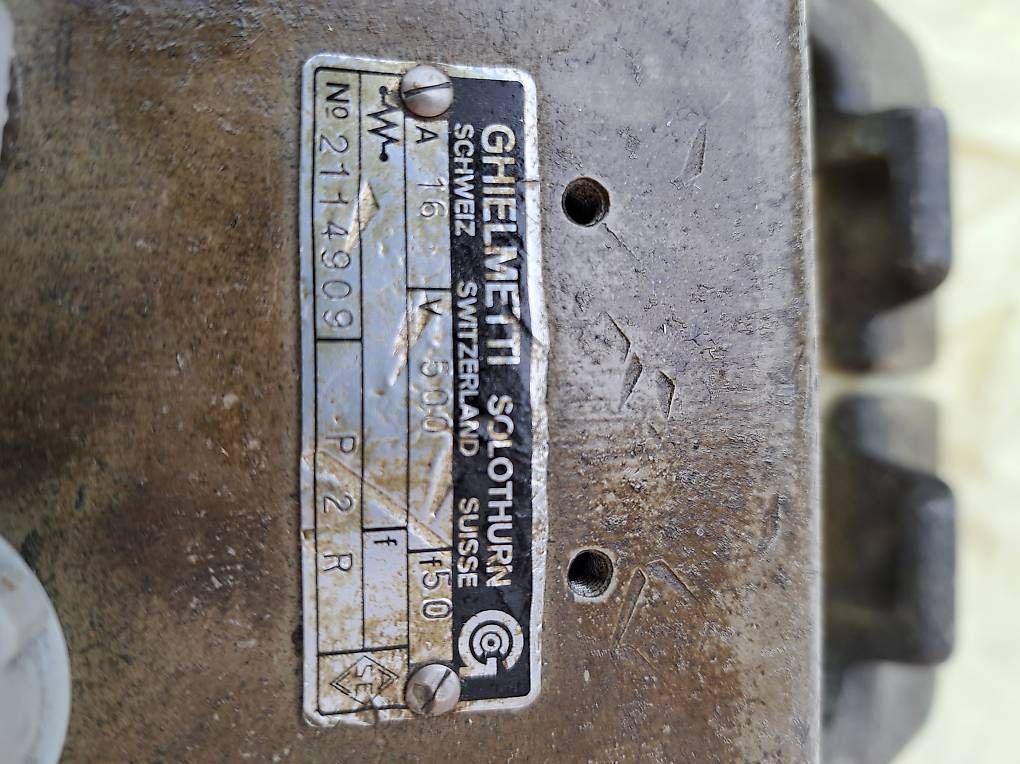 GHIELMETTI SOLOTHURN
SCHWEIZ SWITZERLAND SUISSE
A 16 V 500 f 50
f
Nº 2114909 P 2 R